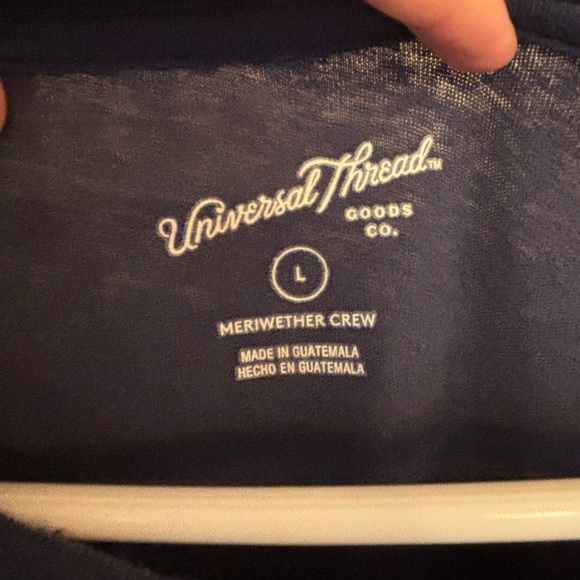 Universal Thread™
GOODS
CO.
L
MERIWETHER CREW
MADE IN GUATEMALA
HECHO EN GUATEMALA